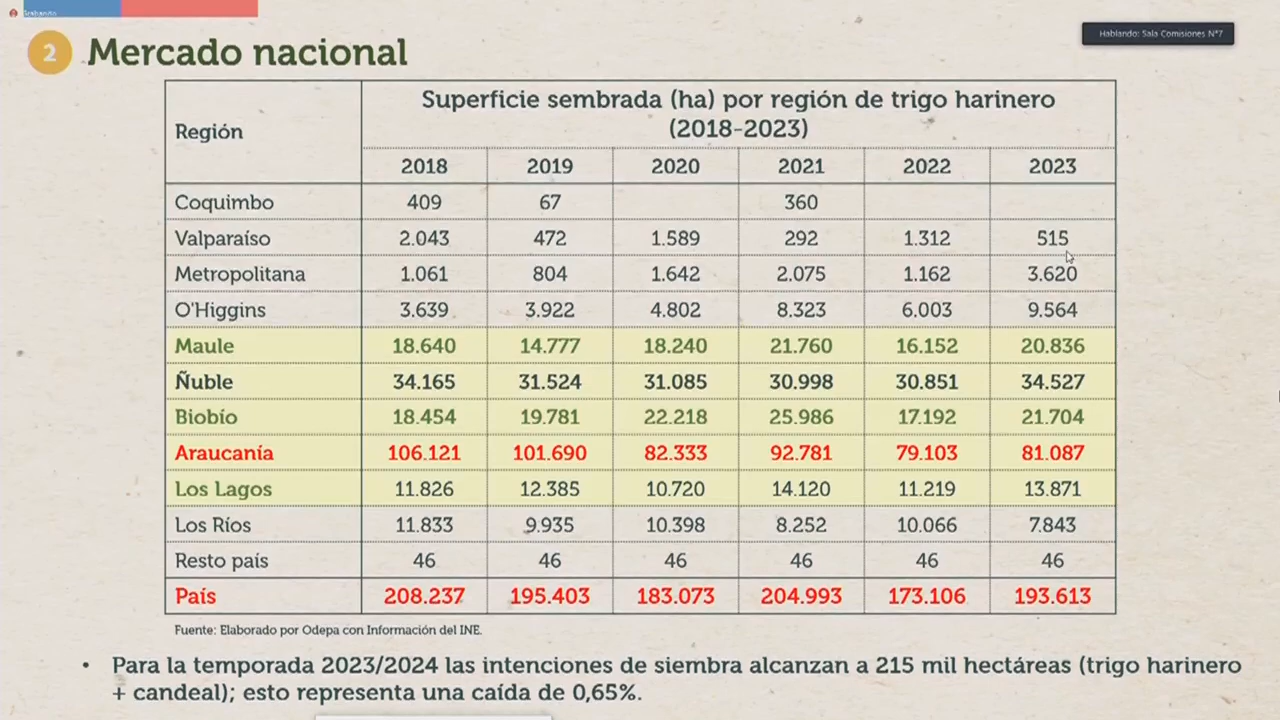 Grabando
Hablando: Sala Comisiones N°7
2 Mercado nacional
Región
Superficie sembrada (ha) por región de trigo harinero
(2018-2023)
2018 2019 2020 2021 2022 2023
Coquimbo 409 67 360
Valparaíso 2.043 472 1.589 292 1.312 515
Metropolitana 1.061 804 1.642 2.075 1.162 3.620
O'Higgins 3.639 3.922 4.802 8.323 6.003 9.564
Maule 18.640 14.777 18.240 21.760 16.152 20.836
Ñuble 34.165 31.524 31.085 30.998 30.851 34.527
Biobío 18.454 19.781 22.218 25.986 17.192 21.704
Araucanía 106.121 101.690 82.333 92.781 79.103 81.087
Los Lagos 11.826 12.385 10.720 14.120 11.219 13.871
Los Ríos 11.833 9.935 10.398 8.252 10.066 7.843
Resto país 46 46 46 46 46 46
País 208.237 195.403 183.073 204.993 173.106 193.613
Fuente: Elaborado por Odepa con Información del INE.
• Para la temporada 2023/2024 las intenciones de siembra alcanzan a 215 mil hectáreas (trigo harinero
+ candeal); esto representa una caída de 0,65%.